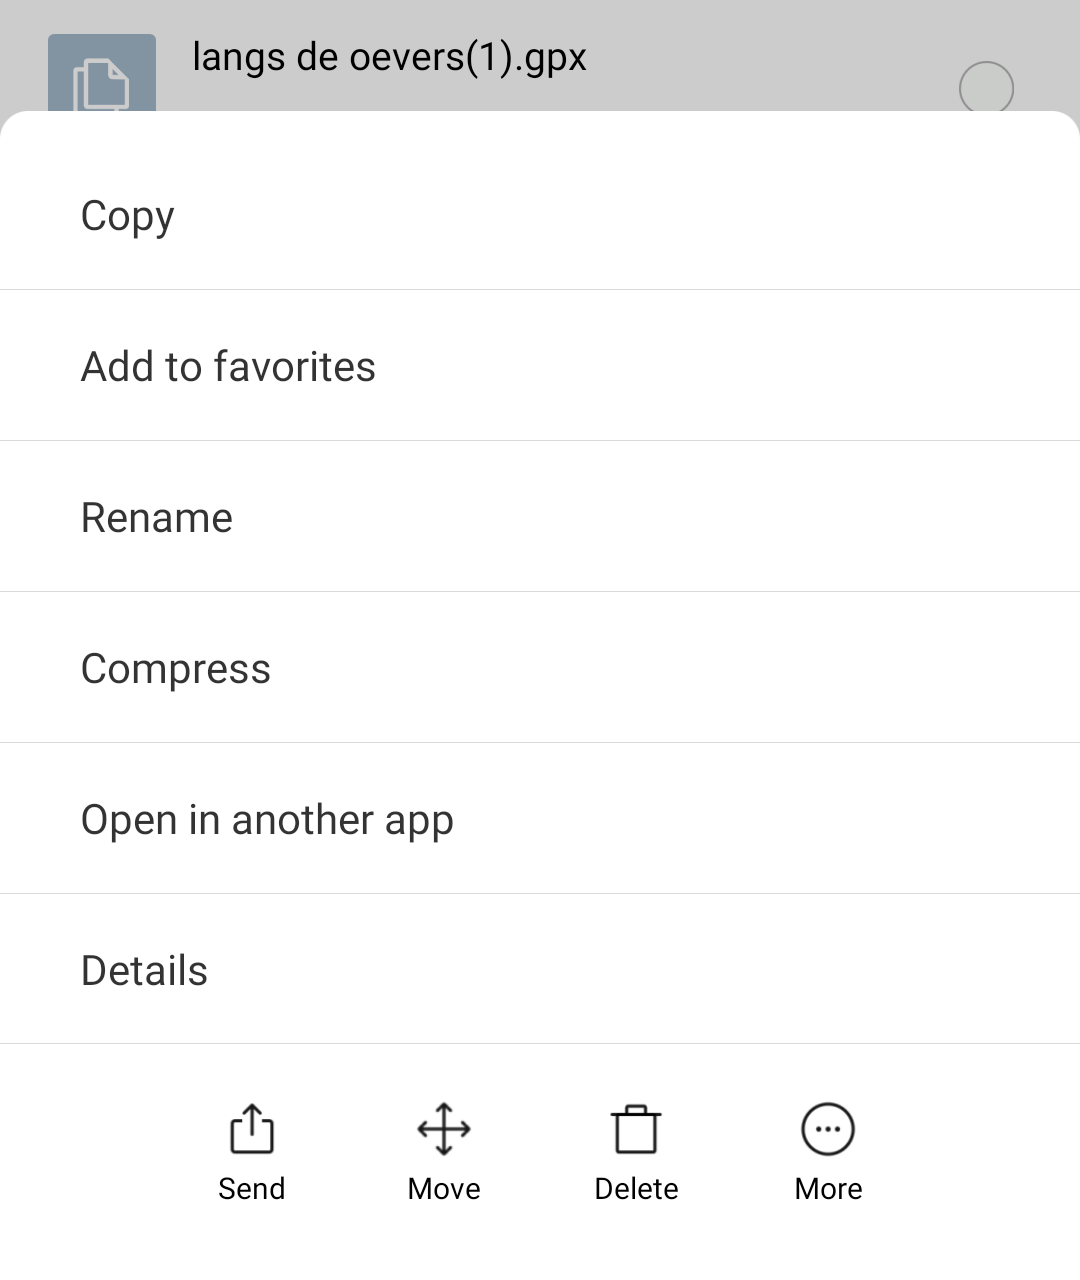 langs de oevers(1).gpx
Copy
Add to favorites
Rename
Compress
Open in another app
Details
Send Move Delete More